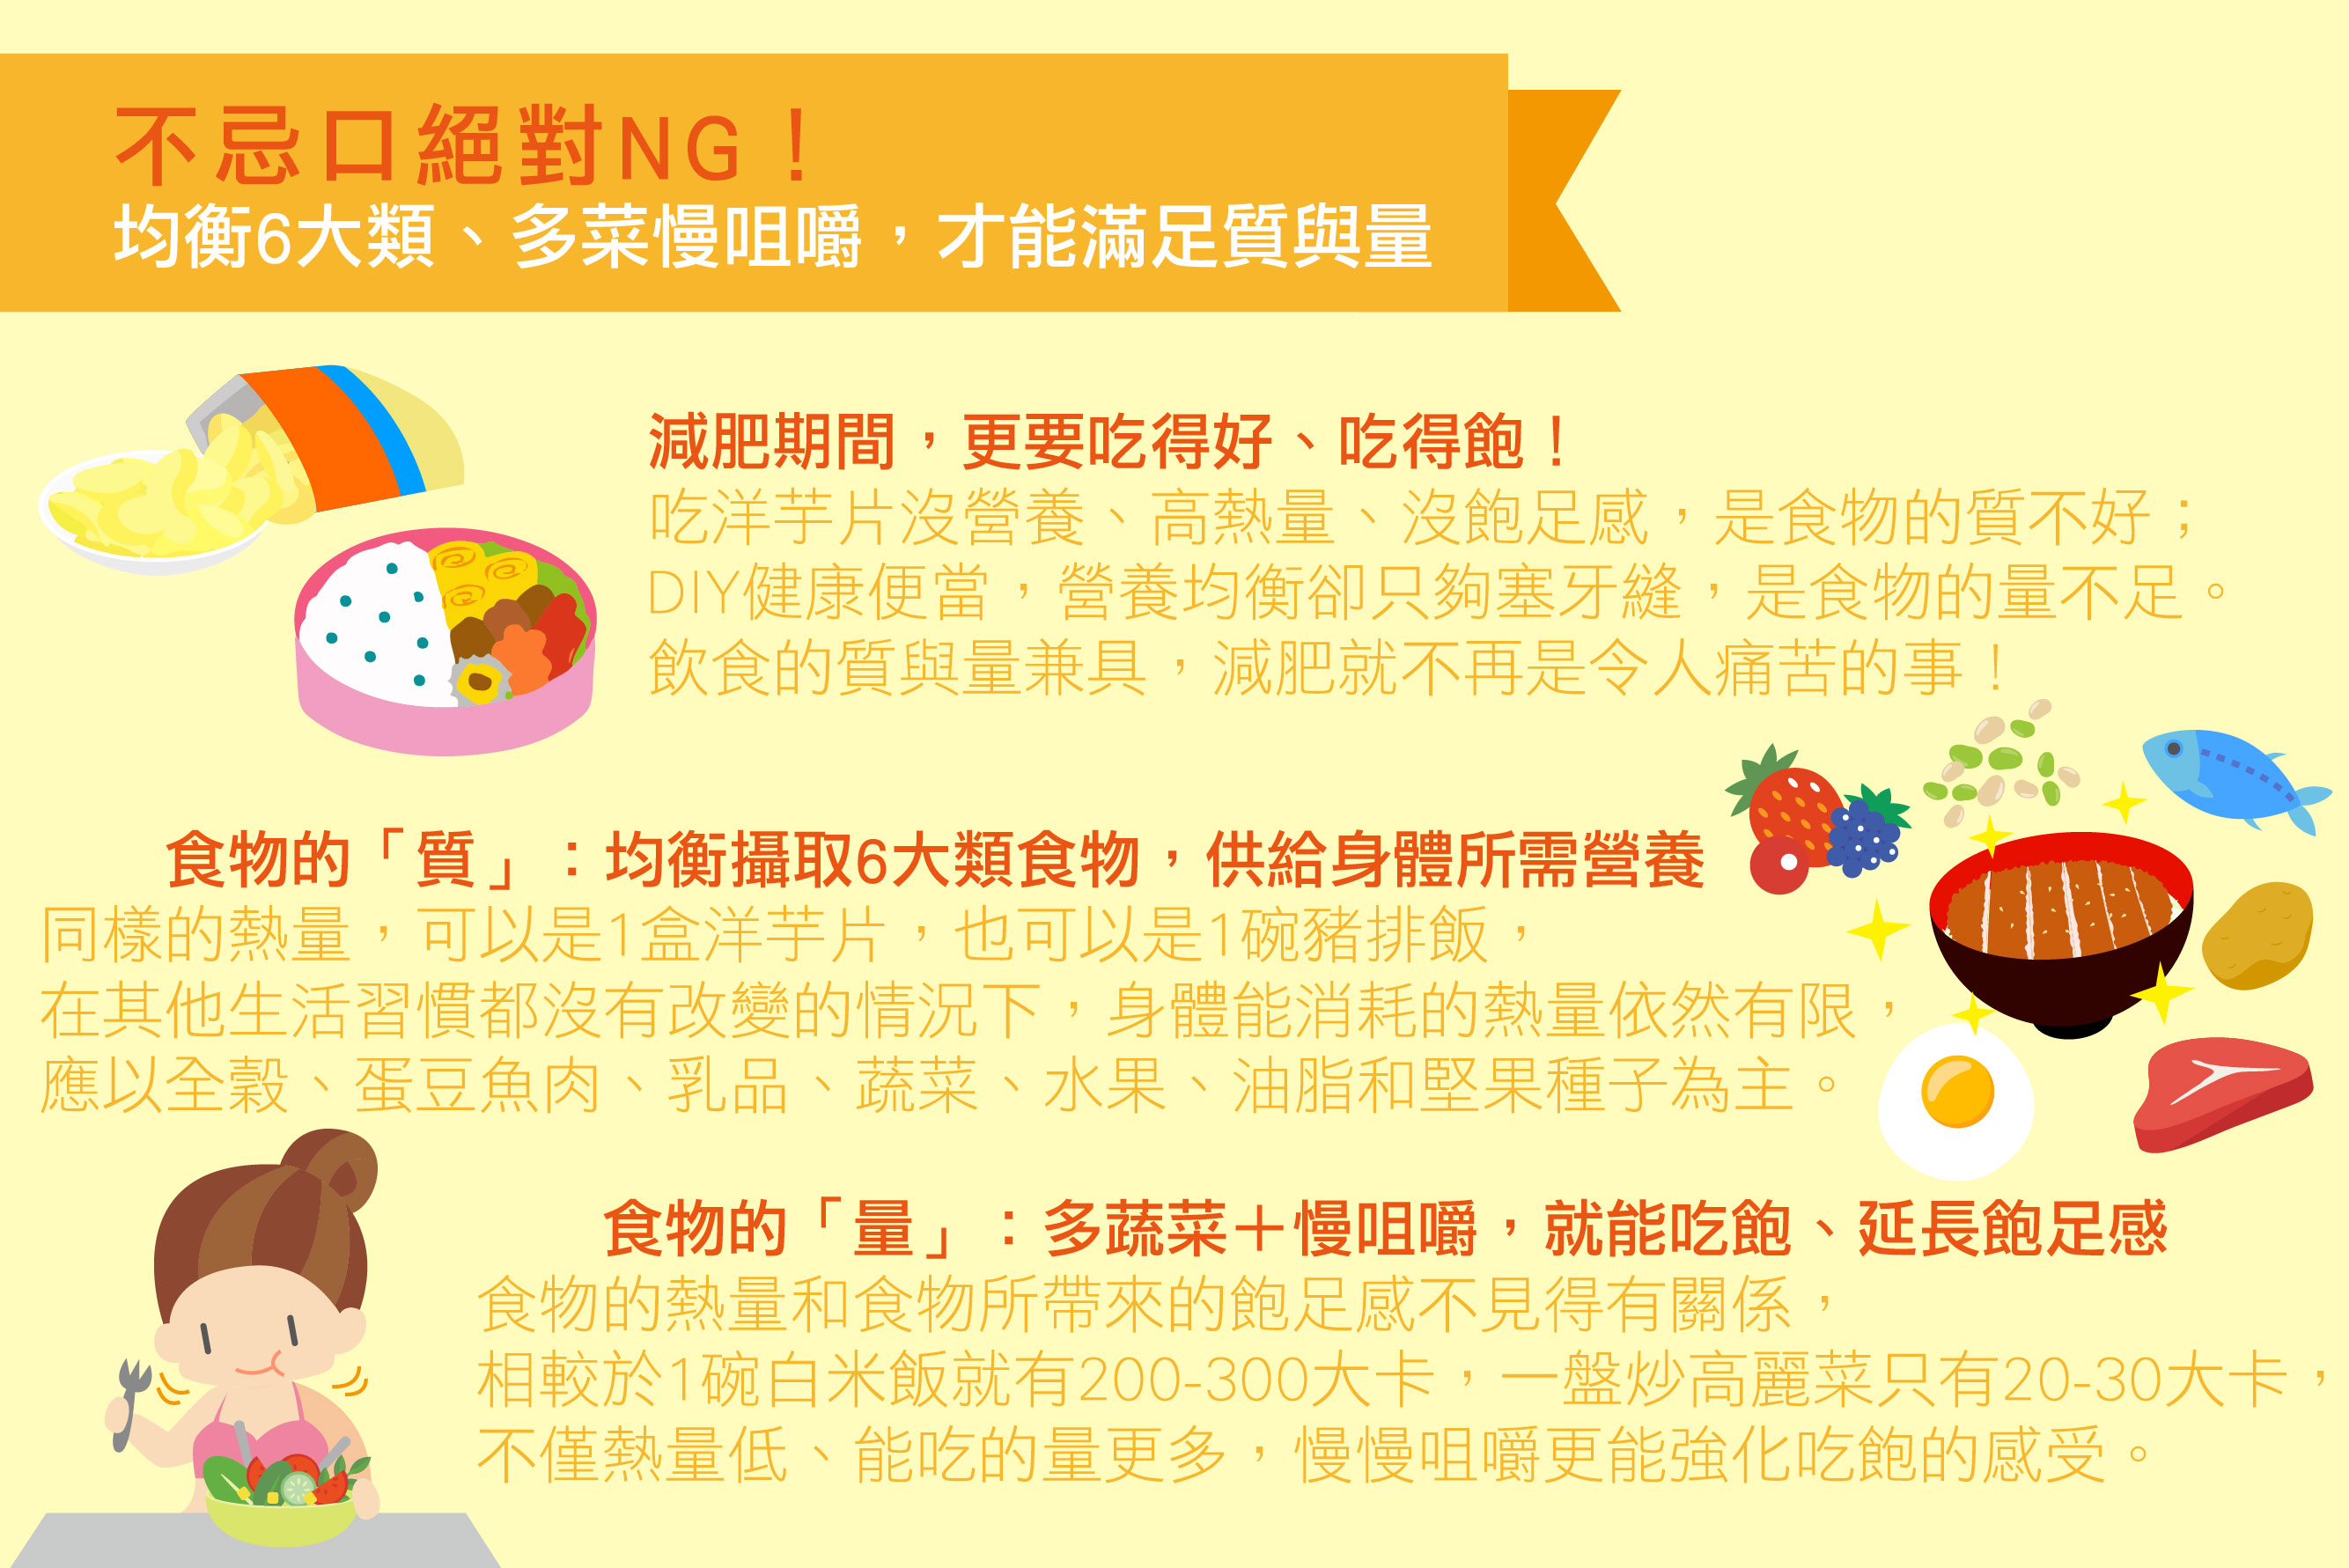 不忌口絕對NG！
均衡6大類、多菜慢咀嚼，才能滿足質與量
減肥期間，更要吃得好、吃得飽！
吃洋芋片沒營養、高熱量、沒飽足感，是食物的質不好；
DIY健康便當，營養均衡卻只夠塞牙縫，是食物的量不足。
飲食的質與量兼具，減肥就不再是令人痛苦的事！
食物的「質」：均衡攝取6大類食物，供給身體所需營養
同樣的熱量，可以是1盒洋芋片，也可以是1碗豬排飯，
在其他生活習慣都沒有改變的情況下，身體能消耗的熱量依然有限，
應以全穀、蛋豆魚肉、乳品、蔬菜、水果、油脂和堅果種子為主。
食物的「量」：多蔬菜＋慢咀嚼，就能吃飽、延長飽足感
食物的熱量和食物所帶來的飽足感不見得有關係，
相較於1碗白米飯就有200-300大卡，一盤炒高麗菜只有20-30大卡，
不僅熱量低、能吃的量更多，慢慢咀嚼更能強化吃飽的感受。